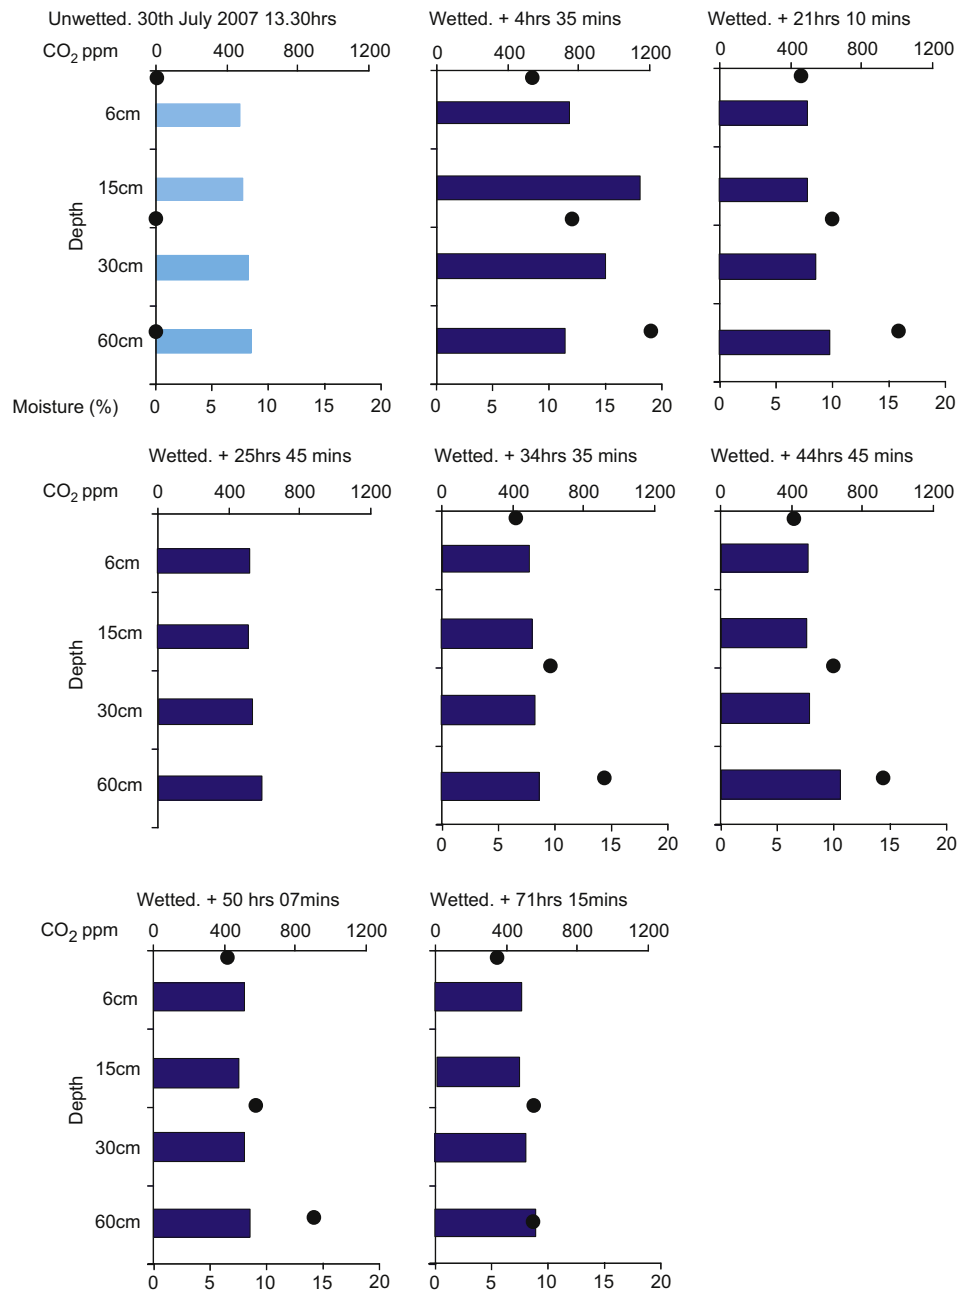 Unwetted. 30th July 2007 13.30hrs
Wetted. + 4hrs 35 mins
Wetted. + 21hrs 10 mins
CO2 ppm
0 400 800 1200
0 400 800 1200
0 400 800 1200
6cm
15cm
Depth
30cm
60cm
Moisture (%)
0 5 10 15 20
0 5 10 15 20
0 5 10 15 20
Wetted. + 25hrs 45 mins
Wetted. + 34hrs 35 mins
Wetted. + 44hrs 45 mins
CO2 ppm
0 400 800 1200
0 400 800 1200
0 400 800 1200
6cm
15cm
Depth
30cm
60cm
0 5 10 15 20
0 5 10 15 20
Wetted. + 50 hrs 07mins
Wetted. + 71hrs 15mins
CO2 ppm
0 400 800 1200
0 400 800 1200
6cm
15cm
Depth
30cm
60cm
0 5 10 15 20
0 5 10 15 20